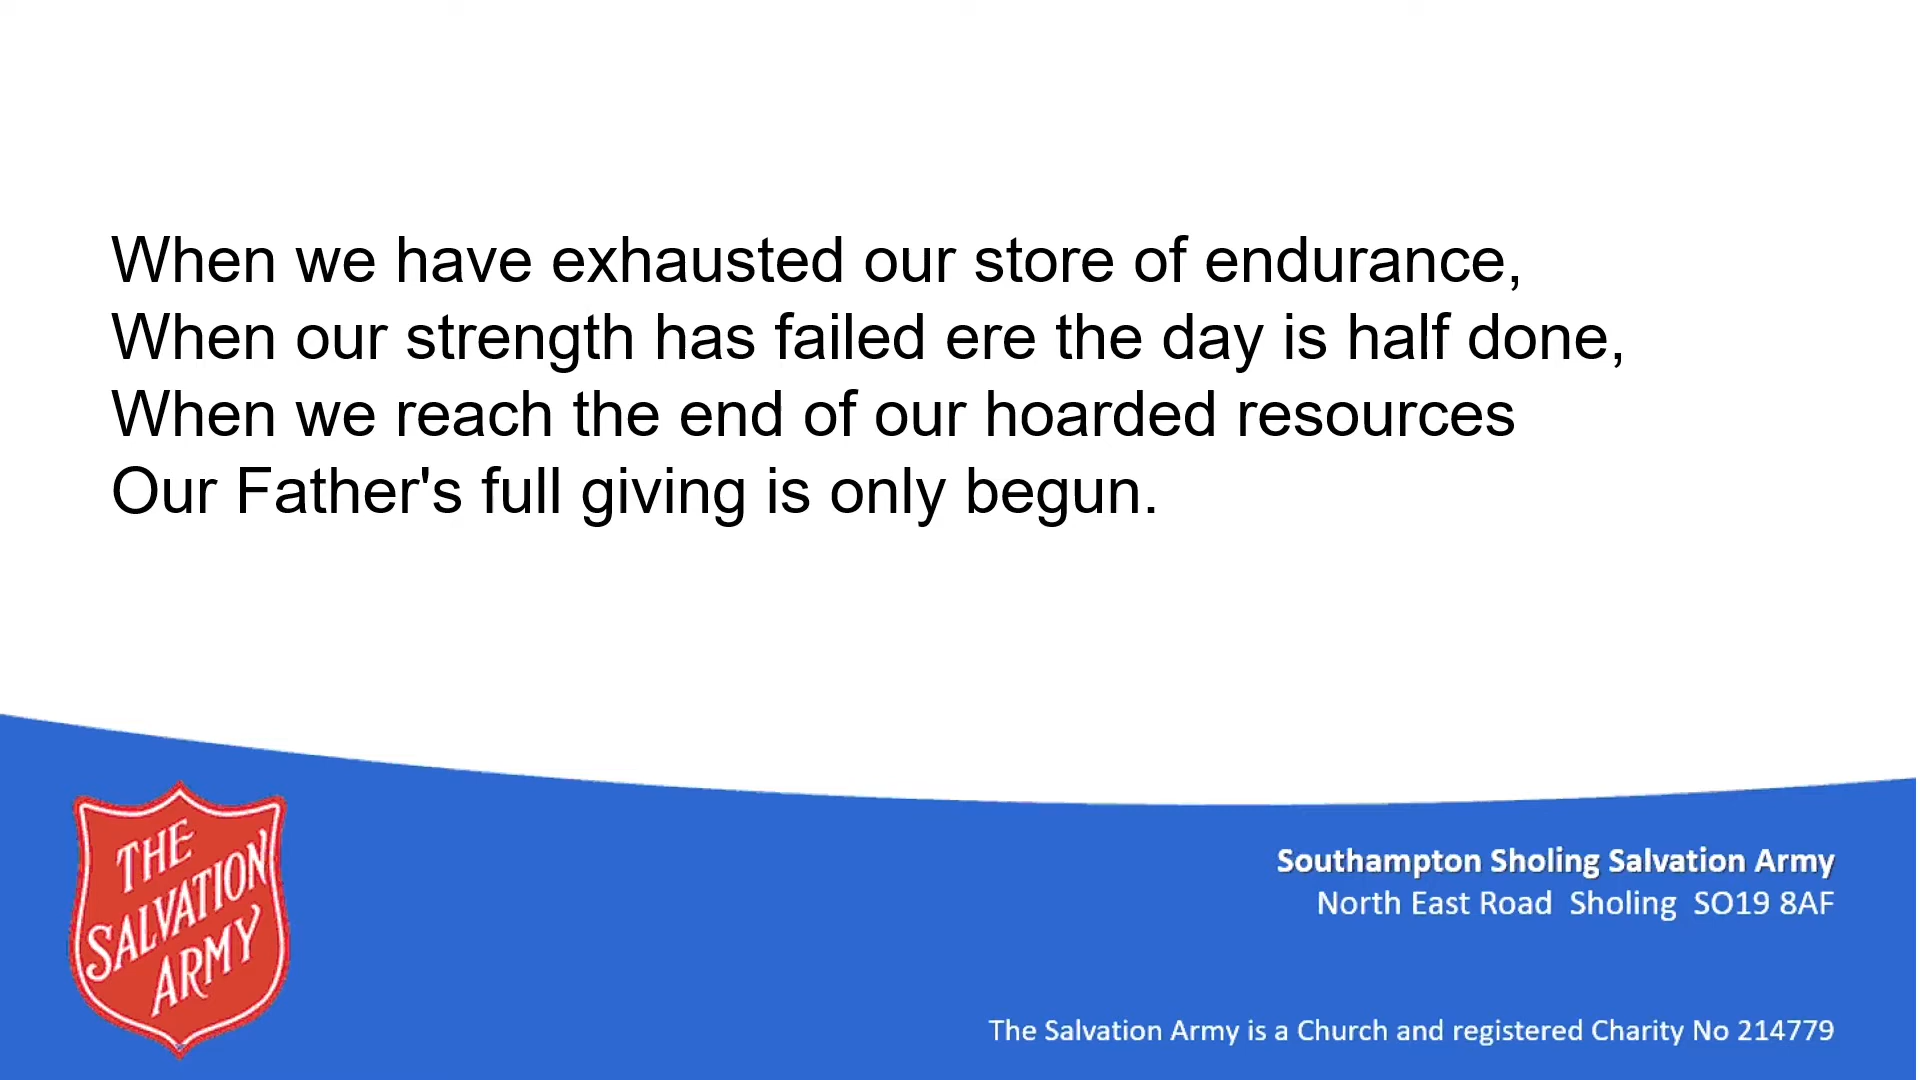 When we have exhausted our store of endurance,
When our strength has failed ere the day is half done,
When we reach the end of our hoarded resources
Our Father's full giving is only begun.
THE
SALVATION
ARMY
Southampton Sholing Salvation Army
North East Road  Sholing  SO19 8AF
The Salvation Army is a Church and registered Charity No 214779